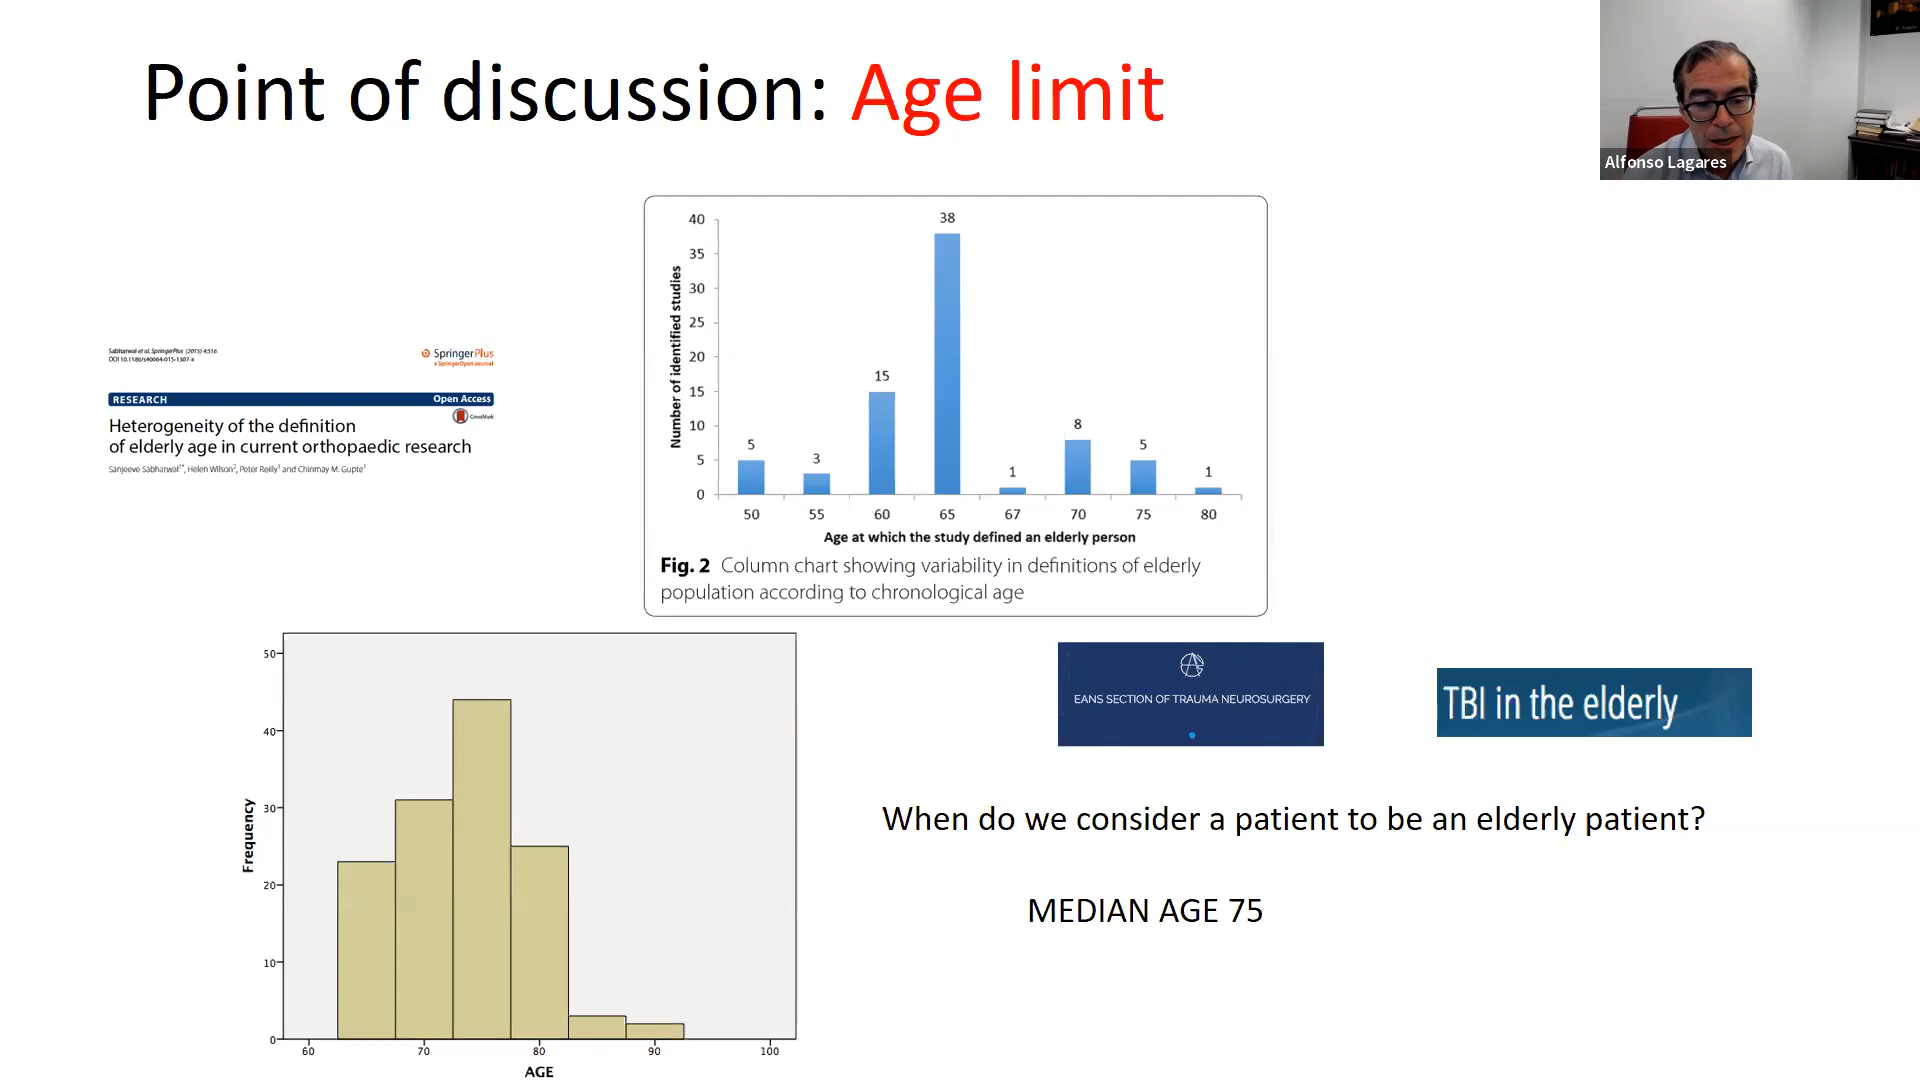 Point of discussion: Age limit
Alfonso Lagares
Sabharwal et al. SpringerPlus (2015) 4:516
DOI 10.1186/s40064-015-1307-x
SpringerPlus
a SpringerOpen Journal
RESEARCH
Open Access
CrossMark
Heterogeneity of the definition
of elderly age in current orthopaedic research
Sanjeeve Sabharwal1*, Helen Wilson2, Peter Reilly1 and Chinmay M. Gupte1
Number of identified studies
40
35
30
25
20
15
10
5
0
5
3
15
38
1
8
5
1
50 55 60 65 67 70 75 80
Age at which the study defined an elderly person
Fig. 2 Column chart showing variability in definitions of elderly
population according to chronological age
Frequency
50
40
30
20
10
0
60 70 80 90 100
AGE
EANS SECTION OF TRAUMA NEUROSURGERY
TBI in the elderly
When do we consider a patient to be an elderly patient?
MEDIAN AGE 75